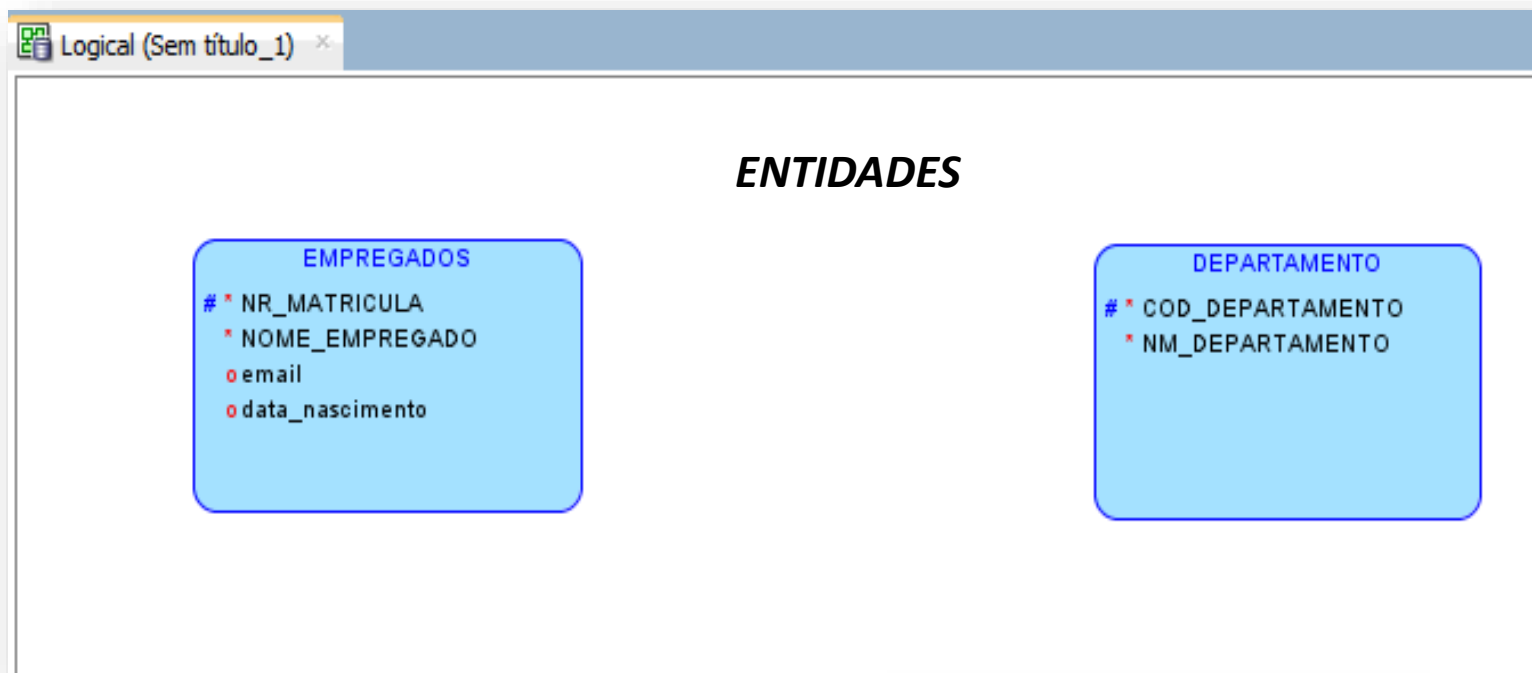 Logical (Sem título_1)
ENTIDADES
EMPREGADOS
# * NR_MATRICULA
* NOME_EMPREGADO
o email
o data_nascimento
DEPARTAMENTO
# * COD_DEPARTAMENTO
* NM_DEPARTAMENTO